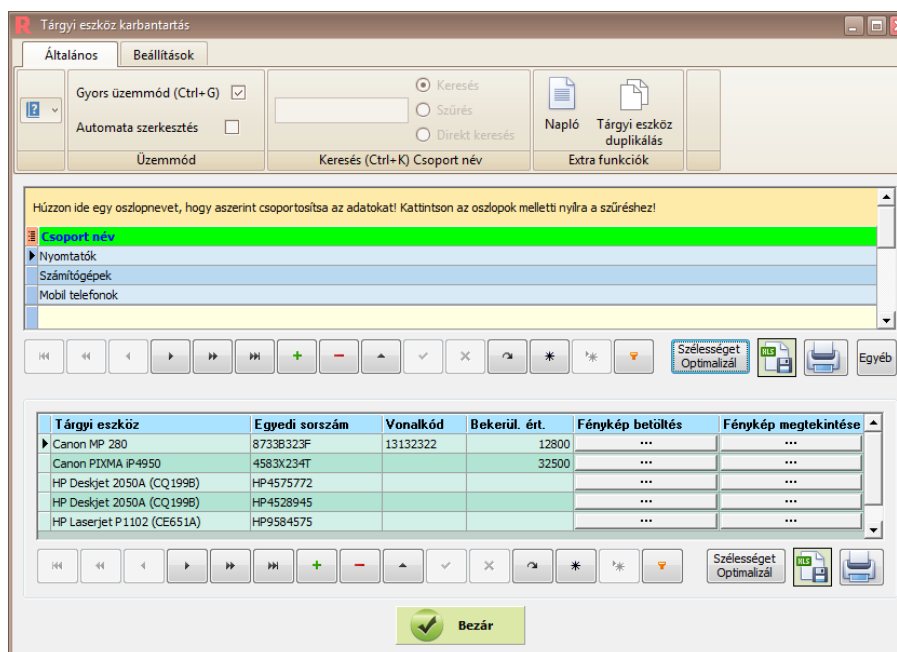 R Tárgyi eszköz karbantartás
Általános Beállítások
Gyors üzemmód (Ctrl+G)
Automata szerkesztés
Üzemmód
Keresés
Szűrés
Direkt keresés
Keresés (Ctrl+K) Csoport név
Napló
Tárgyi eszköz
duplikálás
Extra funkciók
Húzzon ide egy oszlopnevet, hogy aszerint csoportosítsa az adatokat! Kattintson az oszlopok melletti nyílra a szűréshez!
Csoport név
Nyomtatók
Számítógépek
Mobil telefonok
Szélességet
Optimalizál
XLS
Egyéb
Tárgyi eszköz Egyedi sorszám Vonalkód Bekerül. ért. Fénykép betöltés Fénykép megtekintése
Canon MP 280 8733B323F 13132322 12800 ... ...
Canon PIXMA iP4950 4583X234T 32500 ... ...
HP Deskjet 2050A (CQ199B) HP4575772 ... ...
HP Deskjet 2050A (CQ199B) HP4528945 ... ...
HP Laserjet P1102 (CE651A) HP9584575 ... ...
Szélességet
Optimalizál
XLS
Bezár